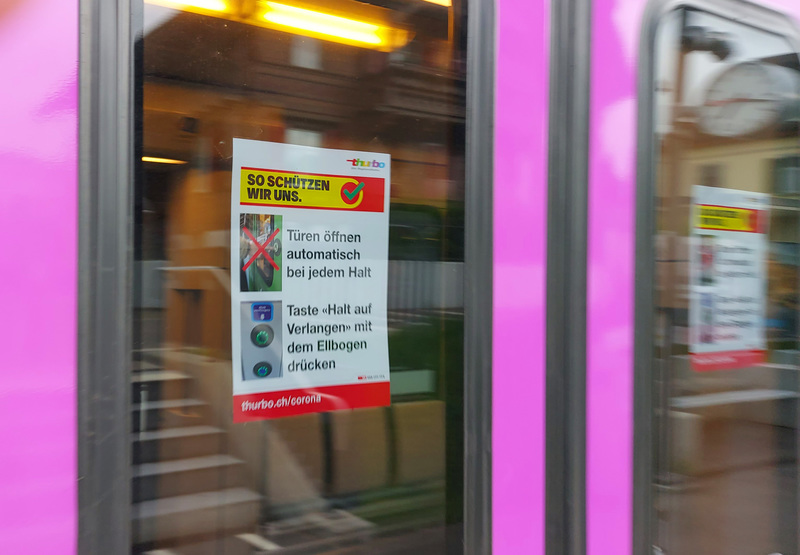 thurbo
SO SCHÜTZEN
WIR UNS.
Türen öffnen
automatisch
bei jedem Halt
Taste «Halt auf
Verlangen» mit
dem Ellbogen
drücken
thurbo.ch/corona